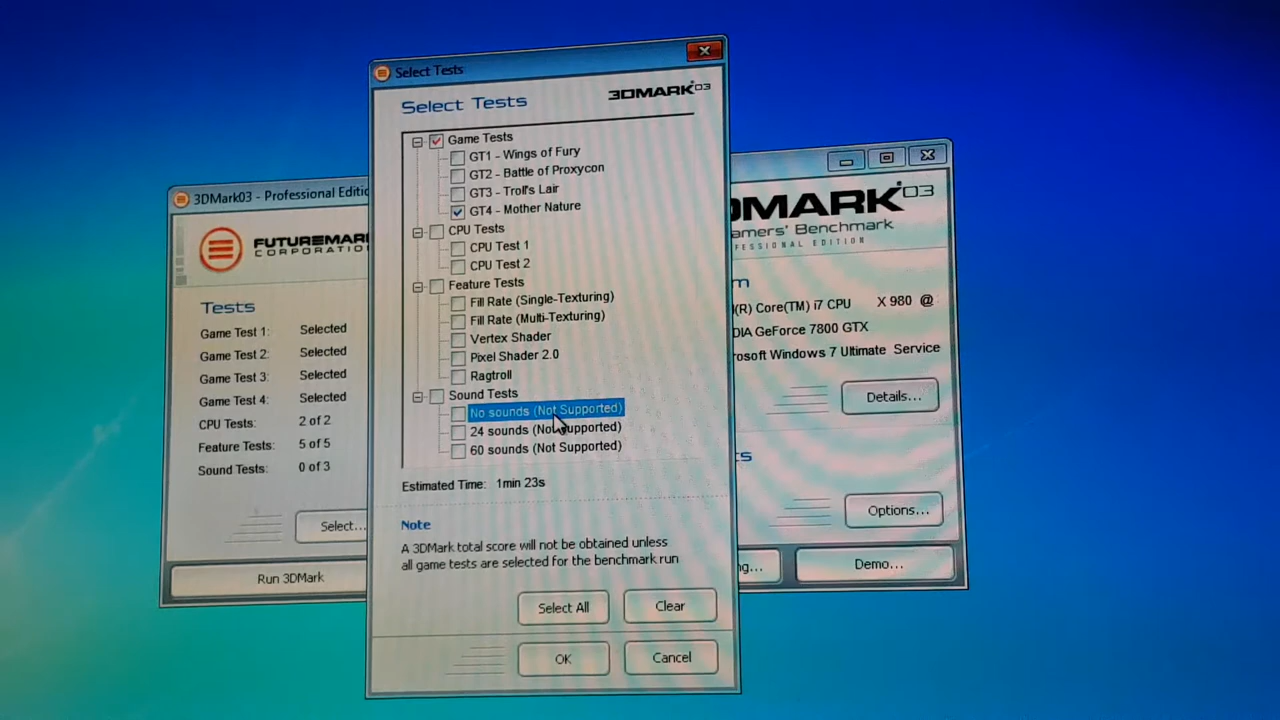 Select Tests
Select Tests
3DMARK03
Game Tests
GT1 - Wings of Fury
GT2 - Battle of Proxycon
GT3 - Troll's Lair
GT4 - Mother Nature
CPU Tests
CPU Test 1
CPU Test 2
Feature Tests
Fill Rate (Single-Texturing)
Fill Rate (Multi-Texturing)
Vertex Shader
Pixel Shader 2.0
Ragtroll
Sound Tests
No sounds (Not Supported)
24 sounds (Not Supported)
60 sounds (Not Supported)
Estimated Time: 1min 23s
Note
A 3DMark total score will not be obtained unless
all game tests are selected for the benchmark run
Select All
Clear
OK
Cancel
3DMark03 - Professional Editio
FUTUREMAR
CORPORATIO
Tests
Game Test 1: Selected
Game Test 2: Selected
Game Test 3: Selected
Game Test 4: Selected
CPU Tests: 2 of 2
Feature Tests: 5 of 5
Sound Tests: 0 of 3
Select...
Run 3DMark
DMARK03
amers' Benchmark
FESSIONAL EDITION
m
(R) Core(TM) i7 CPU X 980 @
DIA GeForce 7800 GTX
rosoft Windows 7 Ultimate Service
Details...
ts
Options...
ng...
Demo...